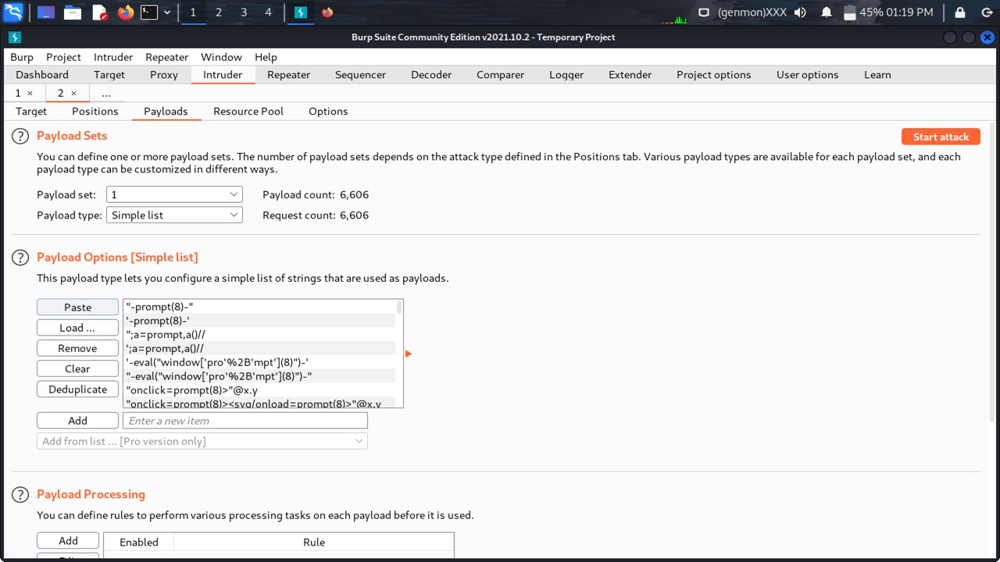 1 2 3 4 (genmon)XXX 45% 01:19 PM
Burp Suite Community Edition v2021.10.2 - Temporary Project
Burp Project Intruder Repeater Window Help
Dashboard Target Proxy Intruder Repeater Sequencer Decoder Comparer Logger Extender Project options User options Learn
1 × 2 × ...
Target Positions Payloads Resource Pool Options
? Payload Sets Start attack
You can define one or more payload sets. The number of payload sets depends on the attack type defined in the Positions tab. Various payload types are available for each payload set, and each
payload type can be customized in different ways.
Payload set: 1 Payload count: 6,606
Payload type: Simple list Request count: 6,606
? Payload Options [Simple list]
This payload type lets you configure a simple list of strings that are used as payloads.
Paste "-prompt(8)-"
'-prompt(8)-'
Load ... ";a=prompt,a()//
Remove ';a=prompt,a()//
'-eval("window['pro'%2B'mpt'](8)")-'
Clear "-eval("window['pro'%2B'mpt'](8)")-"
Deduplicate "onclick=prompt(8)>"@x.y
"onclick=prompt(8)><svg/onload=prompt(8)>"@x.y
Add Enter a new item
Add from list ... [Pro version only]
? Payload Processing
You can define rules to perform various processing tasks on each payload before it is used.
Add Enabled Rule